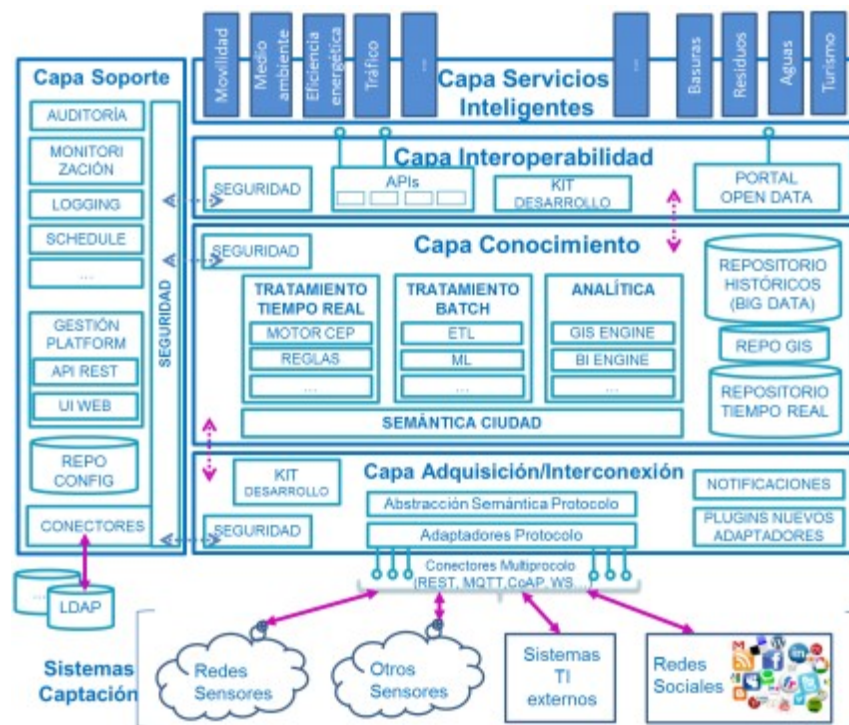 Movilidad
Medio
ambiente
Eficiencia
energética
Tráfico
...
...
Basuras
Residuos
Aguas
Turismo
Capa Servicios
Inteligentes
Capa Soporte
AUDITORÍA
MONITORI
ZACIÓN
LOGGING
SCHEDULE
...
GESTIÓN
PLATFORM
API REST
UI WEB
REPO
CONFIG
CONECTORES
SEGURIDAD
...
LDAP
Capa Interoperabilidad
SEGURIDAD
APIs
KIT
DESARROLLO
PORTAL
OPEN DATA
Capa Conocimiento
SEGURIDAD
TRATAMIENTO
TIEMPO REAL
MOTOR CEP
REGLAS
...
TRATAMIENTO
BATCH
ETL
ML
...
ANALÍTICA
GIS ENGINE
BI ENGINE
...
SEMÁNTICA CIUDAD
REPOSITORIO
HISTÓRICOS
(BIG DATA)
REPO GIS
REPOSITORIO
TIEMPO REAL
Capa Adquisición/Interconexión
KIT
DESARROLLO
SEGURIDAD
Abstracción Semántica Protocolo
Adaptadores Protocolo
NOTIFICACIONES
PLUGINS NUEVOS
ADAPTADORES
Conectores Multiprocolo
(REST, MQTT,CoAP, WS,...)
Sistemas
Captación
Redes
Sensores
Otros
Sensores
Sistemas
TI
externos
Redes
Sociales